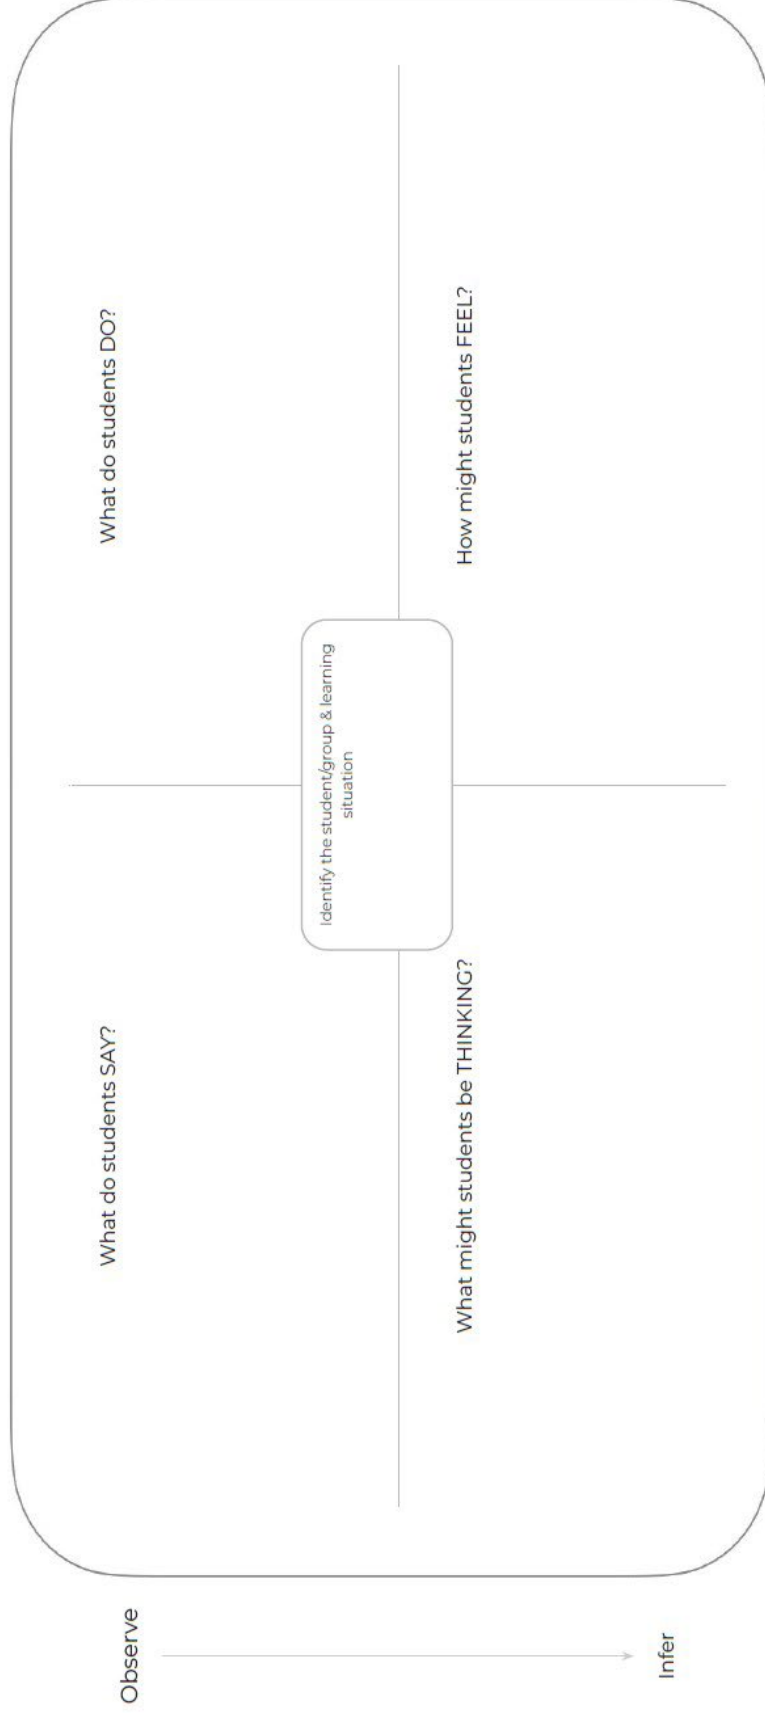 Observe
What do students SAY?
What do students DO?
Identify the student/group & learning
situation
What might students be THINKING?
How might students FEEL?
Infer